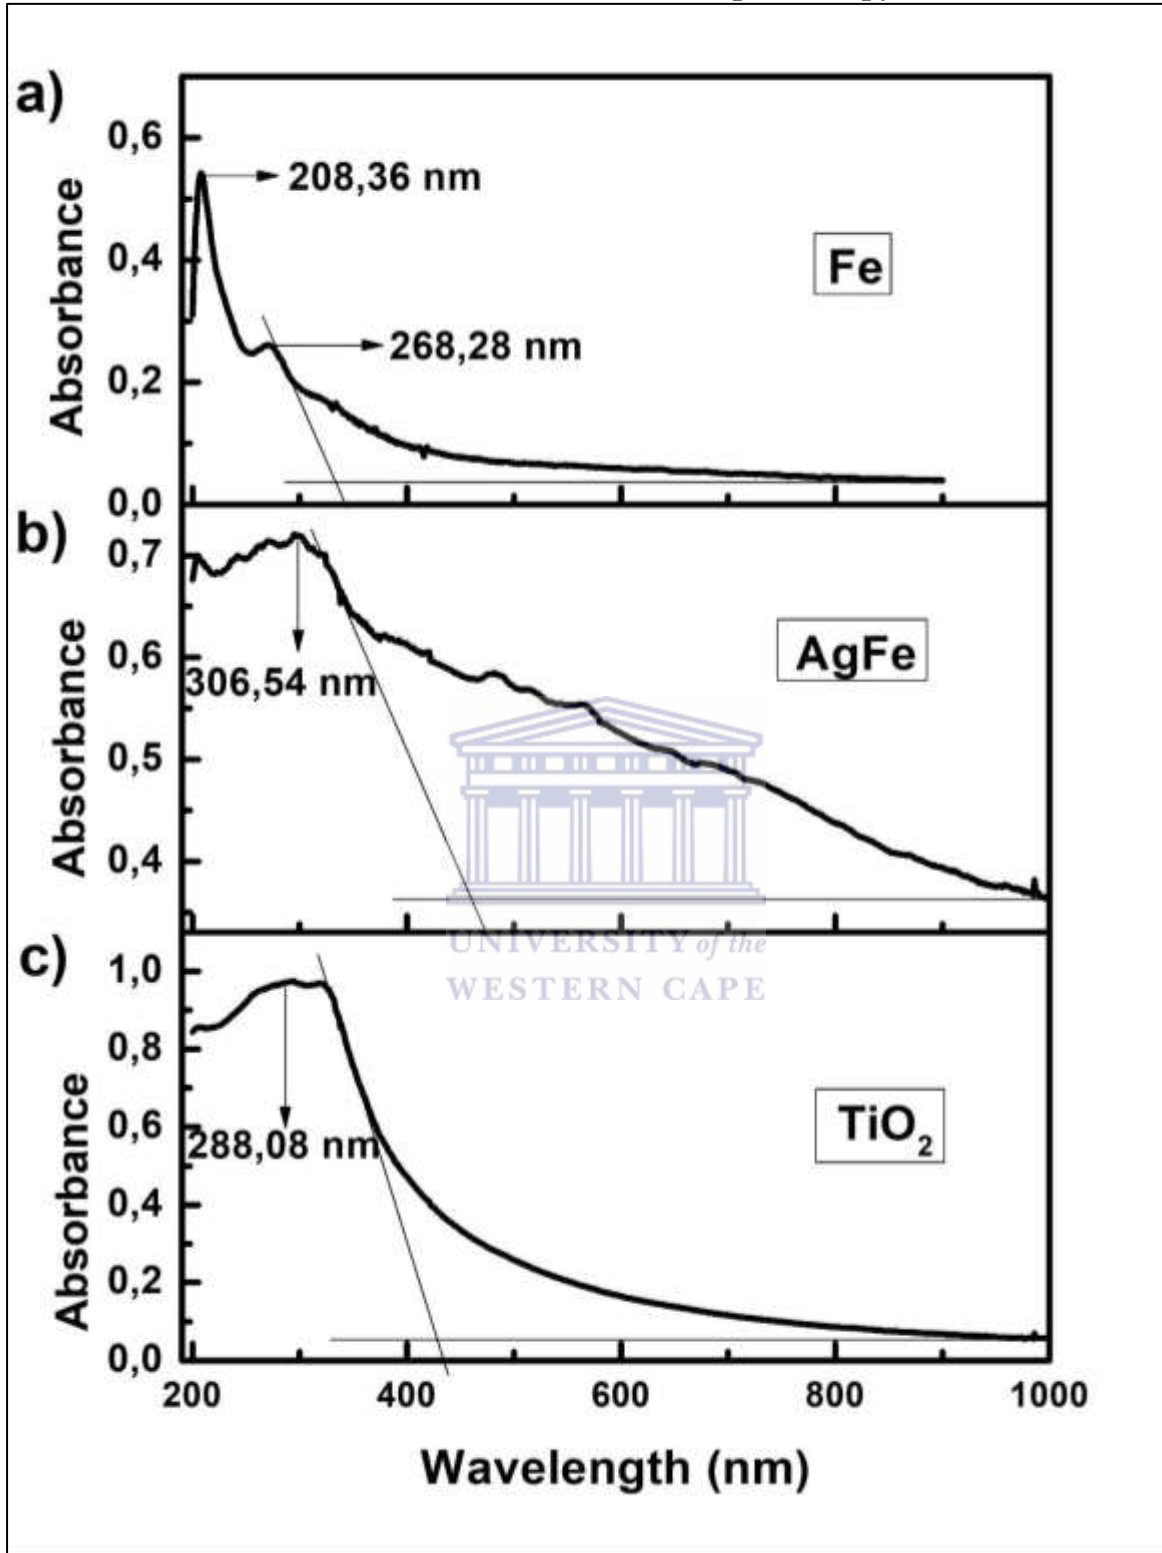 a)
0,6
208,36 nm
Absorbance
0,4
Fe
268,28 nm
0,2
0,0
b)
0,7
Absorbance
0,6
AgFe
306,54 nm
0,5
0,4
UNIVERSITY of the
WESTERN CAPE
c)
1,0
0,8
Absorbance
0,6
TiO₂
288,08 nm
0,4
0,2
0,0
200 400 600 800 1000
Wavelength (nm)